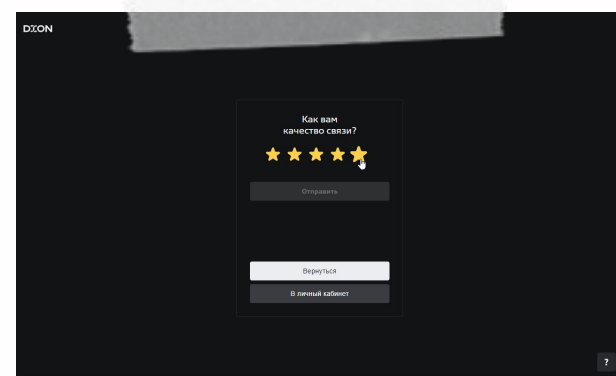 DION
Как вам
качество связи?
Отправить
Вернуться
В личный кабинет
?